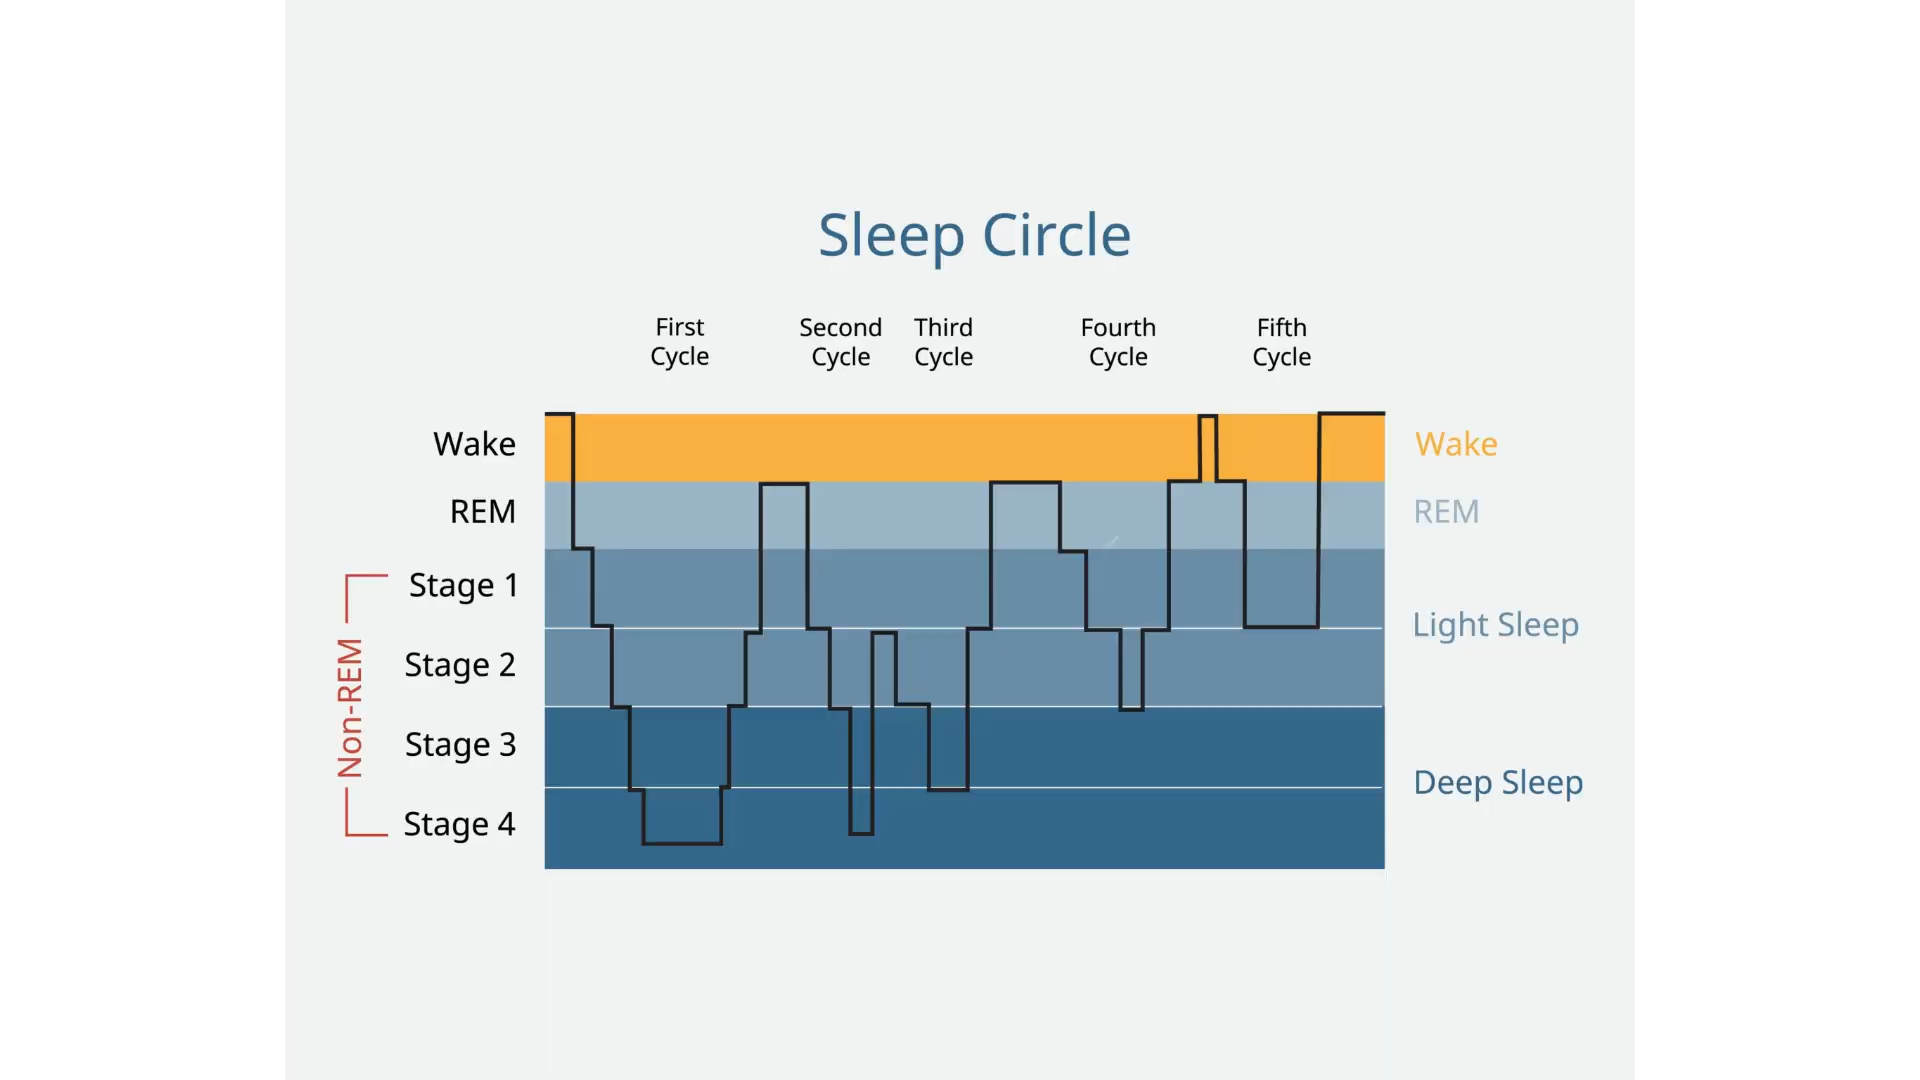 Sleep Circle
First
Cycle
Second
Cycle
Third
Cycle
Fourth
Cycle
Fifth
Cycle
Wake
REM
Stage 1
Stage 2
Stage 3
Stage 4
Non-REM
Wake
REM
Light Sleep
Deep Sleep